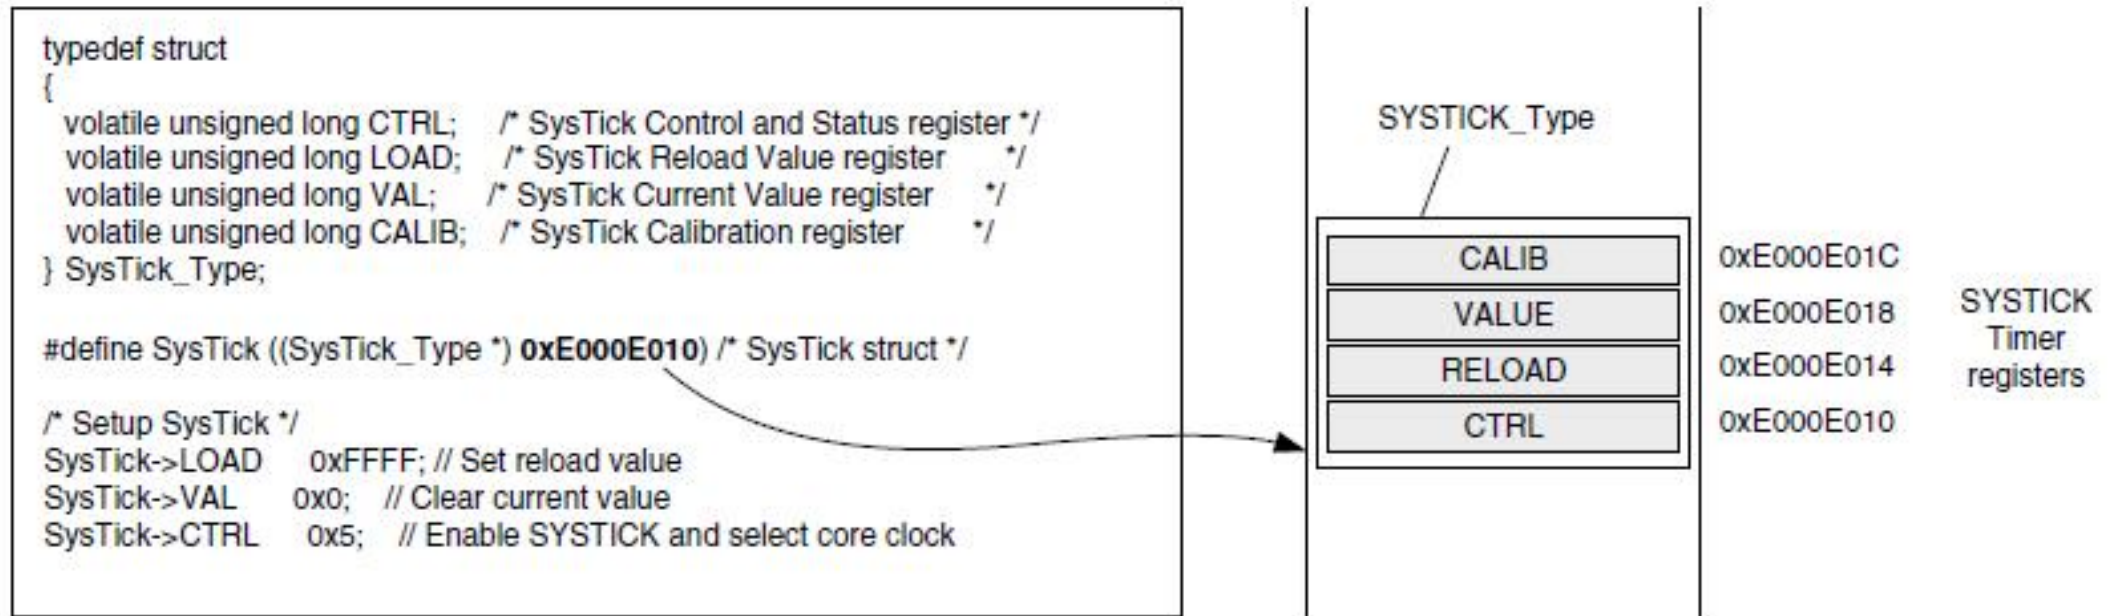 typedef struct
{
volatile unsigned long CTRL; /* SysTick Control and Status register */
volatile unsigned long LOAD; /* SysTick Reload Value register */
volatile unsigned long VAL; /* SysTick Current Value register */
volatile unsigned long CALIB; /* SysTick Calibration register */
} SysTick_Type;
#define SysTick ((SysTick_Type *) 0xE000E010) /* SysTick struct */
/* Setup SysTick */
SysTick->LOAD 0xFFFF; // Set reload value
SysTick->VAL 0x0; // Clear current value
SysTick->CTRL 0x5; // Enable SYSTICK and select core clock
SYSTICK_Type
CALIB 0xE000E01C
VALUE 0xE000E018
RELOAD 0xE000E014
CTRL 0xE000E010
SYSTICK
Timer
registers